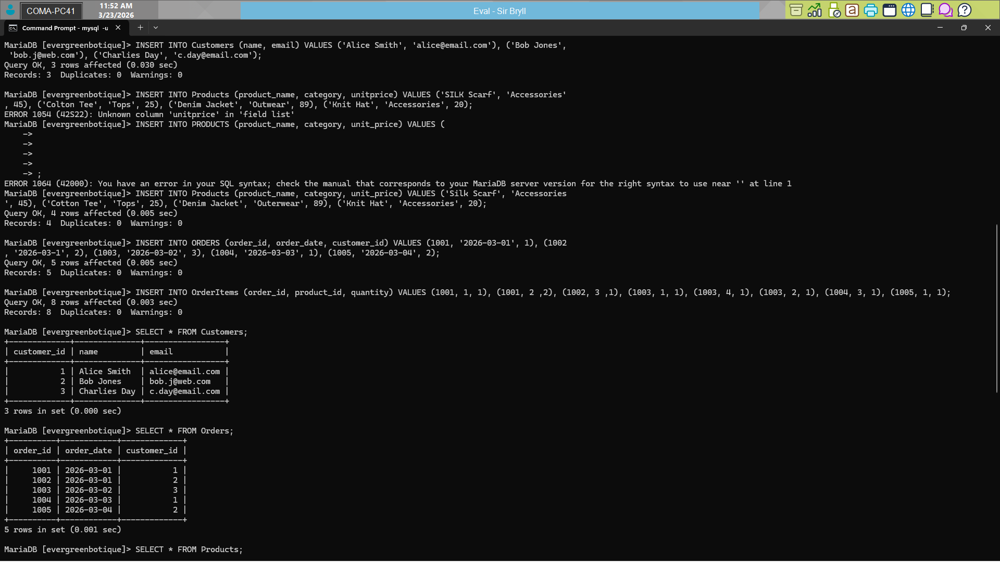 COMA-PC41
11:52 AM
3/23/2026
Eval - Sir Bryll
Command Prompt - mysql -u
MariaDB [evergreenbotique]> INSERT INTO Customers (name, email) VALUES ('Alice Smith', 'alice@email.com'), ('Bob Jones',
 'bob.j@web.com'), ('Charlies Day', 'c.day@email.com');
Query OK, 3 rows affected (0.030 sec)
Records: 3  Duplicates: 0  Warnings: 0
MariaDB [evergreenbotique]> INSERT INTO Products (product_name, category, unitprice) VALUES ('SILK Scarf', 'Accessories'
, 45), ('Colton Tee', 'Tops', 25), ('Denim Jacket', 'Outwear', 89), ('Knit Hat', 'Accessories', 20);
ERROR 1054 (42S22): Unknown column 'unitprice' in 'field list'
MariaDB [evergreenbotique]> INSERT INTO PRODUCTS (product_name, category, unit_price) VALUES (
    ->
    ->
    ->
    ->
    -> ;
ERROR 1064 (42000): You have an error in your SQL syntax; check the manual that corresponds to your MariaDB server version for the right syntax to use near '' at line 1
MariaDB [evergreenbotique]> INSERT INTO Products (product_name, category, unit_price) VALUES ('Silk Scarf', 'Accessories
', 45), ('Cotton Tee', 'Tops', 25), ('Denim Jacket', 'Outerwear', 89), ('Knit Hat', 'Accessories', 20);
Query OK, 4 rows affected (0.005 sec)
Records: 4  Duplicates: 0  Warnings: 0
MariaDB [evergreenbotique]> INSERT INTO ORDERS (order_id, order_date, customer_id) VALUES (1001, '2026-03-01', 1), (1002
, '2026-03-1', 2), (1003, '2026-03-02', 3), (1004, '2026-03-03', 1), (1005, '2026-03-04', 2);
Query OK, 5 rows affected (0.005 sec)
Records: 5  Duplicates: 0  Warnings: 0
MariaDB [evergreenbotique]> INSERT INTO OrderItems (order_id, product_id, quantity) VALUES (1001, 1, 1), (1001, 2 ,2), (1002, 3 ,1), (1003, 1, 1), (1003, 4, 1), (1003, 2, 1), (1004, 3, 1), (1005, 1, 1);
Query OK, 8 rows affected (0.003 sec)
Records: 8  Duplicates: 0  Warnings: 0
MariaDB [evergreenbotique]> SELECT * FROM Customers;
+-------------+--------------+-----------------+
| customer_id | name         | email           |
+-------------+--------------+-----------------+
|           1 | Alice Smith  | alice@email.com |
|           2 | Bob Jones    | bob.j@web.com   |
|           3 | Charlies Day | c.day@email.com |
+-------------+--------------+-----------------+
3 rows in set (0.000 sec)
MariaDB [evergreenbotique]> SELECT * FROM Orders;
+----------+------------+-------------+
| order_id | order_date | customer_id |
+----------+------------+-------------+
|     1001 | 2026-03-01 |           1 |
|     1002 | 2026-03-01 |           2 |
|     1003 | 2026-03-02 |           3 |
|     1004 | 2026-03-03 |           1 |
|     1005 | 2026-03-04 |           2 |
+----------+------------+-------------+
5 rows in set (0.001 sec)
MariaDB [evergreenbotique]> SELECT * FROM Products;